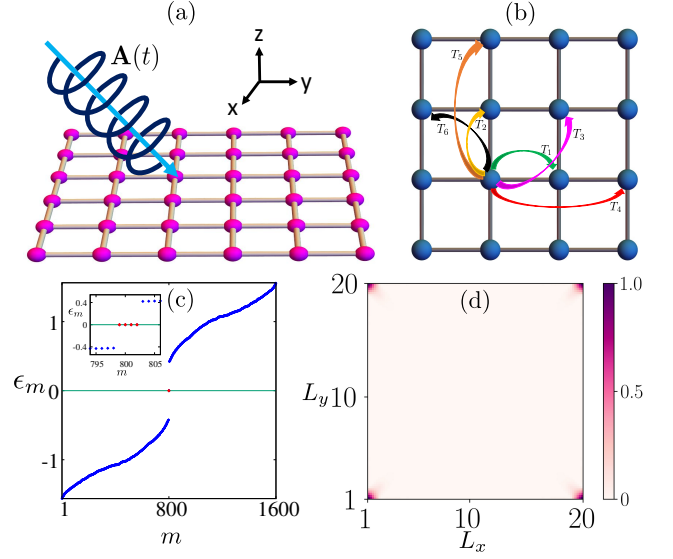 (a)
A(t)
z
y
x
(b)
T₅
T₆
T₂
T₃
T₁
T₄
(c)
1
ϵₘ 0
-1
1
800
1600
m
0.4
ϵₘ 0
-0.4
795
800
805
m
(d)
20
L_y 10
1
1
10
20
Lₓ
1.0
0.5
0